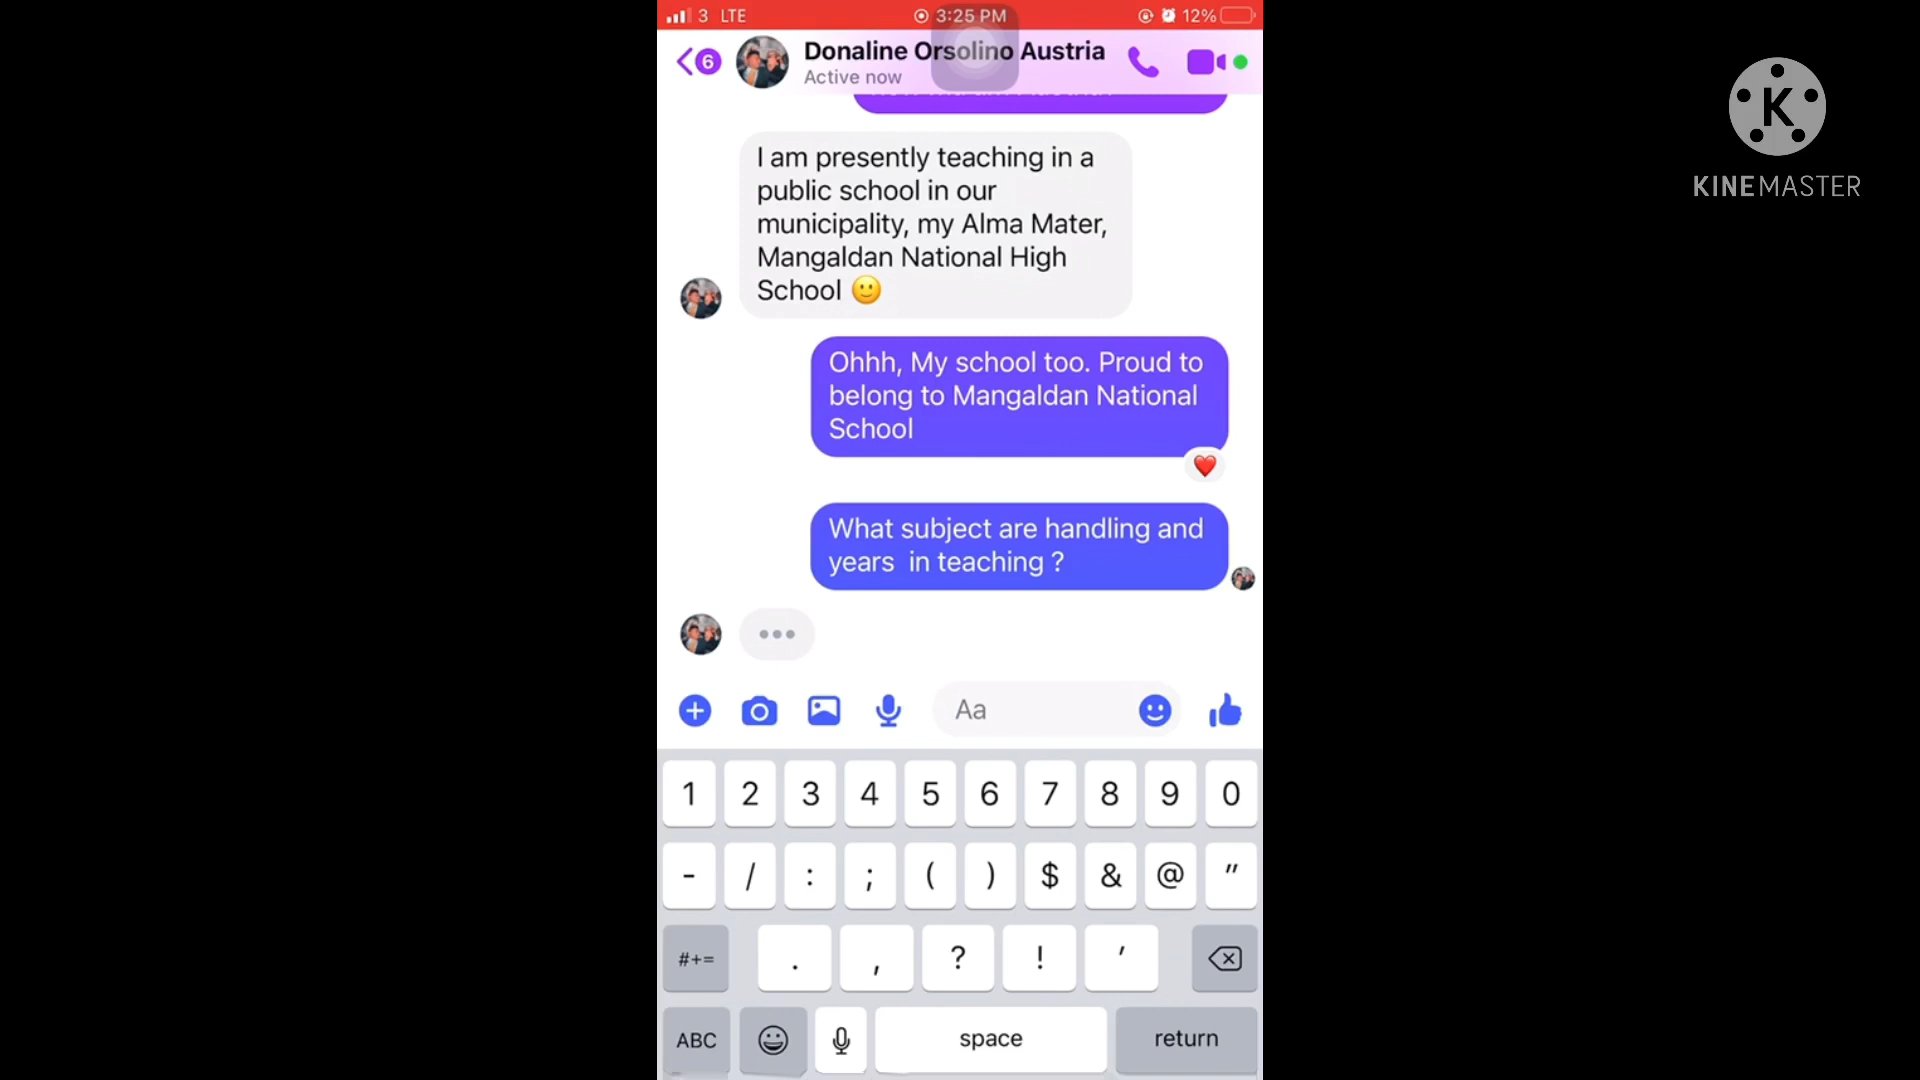 3 LTE
3:25 PM
12%
6
Donaline Orsolino Austria
Active now
I am presently teaching in a
public school in our
municipality, my Alma Mater,
Mangaldan National High
School 🙂
Ohhh, My school too. Proud to
belong to Mangaldan National
School
What subject are handling and
years in teaching ?
Aa
1 2 3 4 5 6 7 8 9 0
- / : ; ( ) $ & @ "
#+= . , ? ! '
ABC space return
K
KINEMASTER